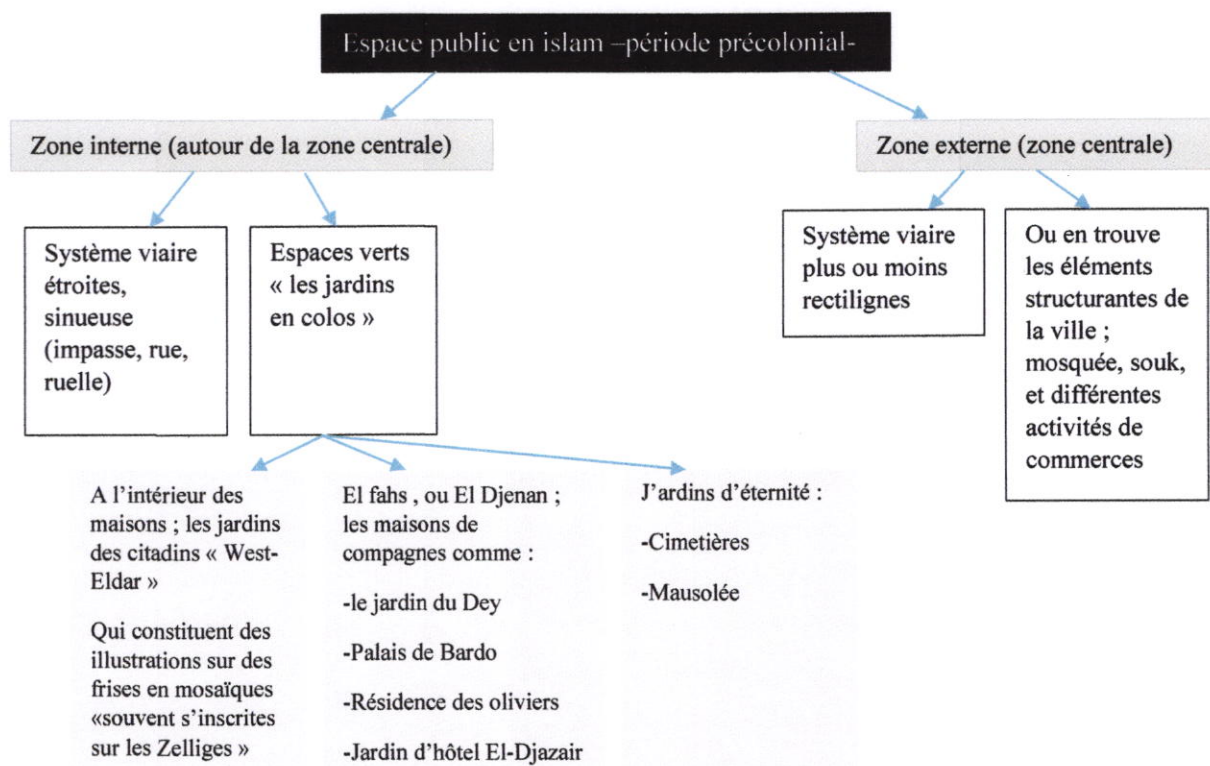 Espace public en islam –période précolonial-
Zone interne (autour de la zone centrale)
Zone externe (zone centrale)
Système viaire
étroites,
sinueuse
(impasse, rue,
ruelle)
Espaces verts
« les jardins
en colos »
Système viaire
plus ou moins
rectilignes
Ou en trouve
les éléments
structurantes de
la ville ;
mosquée, souk,
et différentes
activités de
commerces
A l'intérieur des
maisons ; les jardins
des citadins « West-
Eldar »
Qui constituent des
illustrations sur des
frises en mosaïques
«souvent s'inscrites
sur les Zelliges »
El fahs , ou El Djenan ;
les maisons de
compagnes comme :
-le jardin du Dey
-Palais de Bardo
-Résidence des oliviers
-Jardin d'hôtel El-Djazair
J'ardins d'éternité :
-Cimetières
-Mausolée